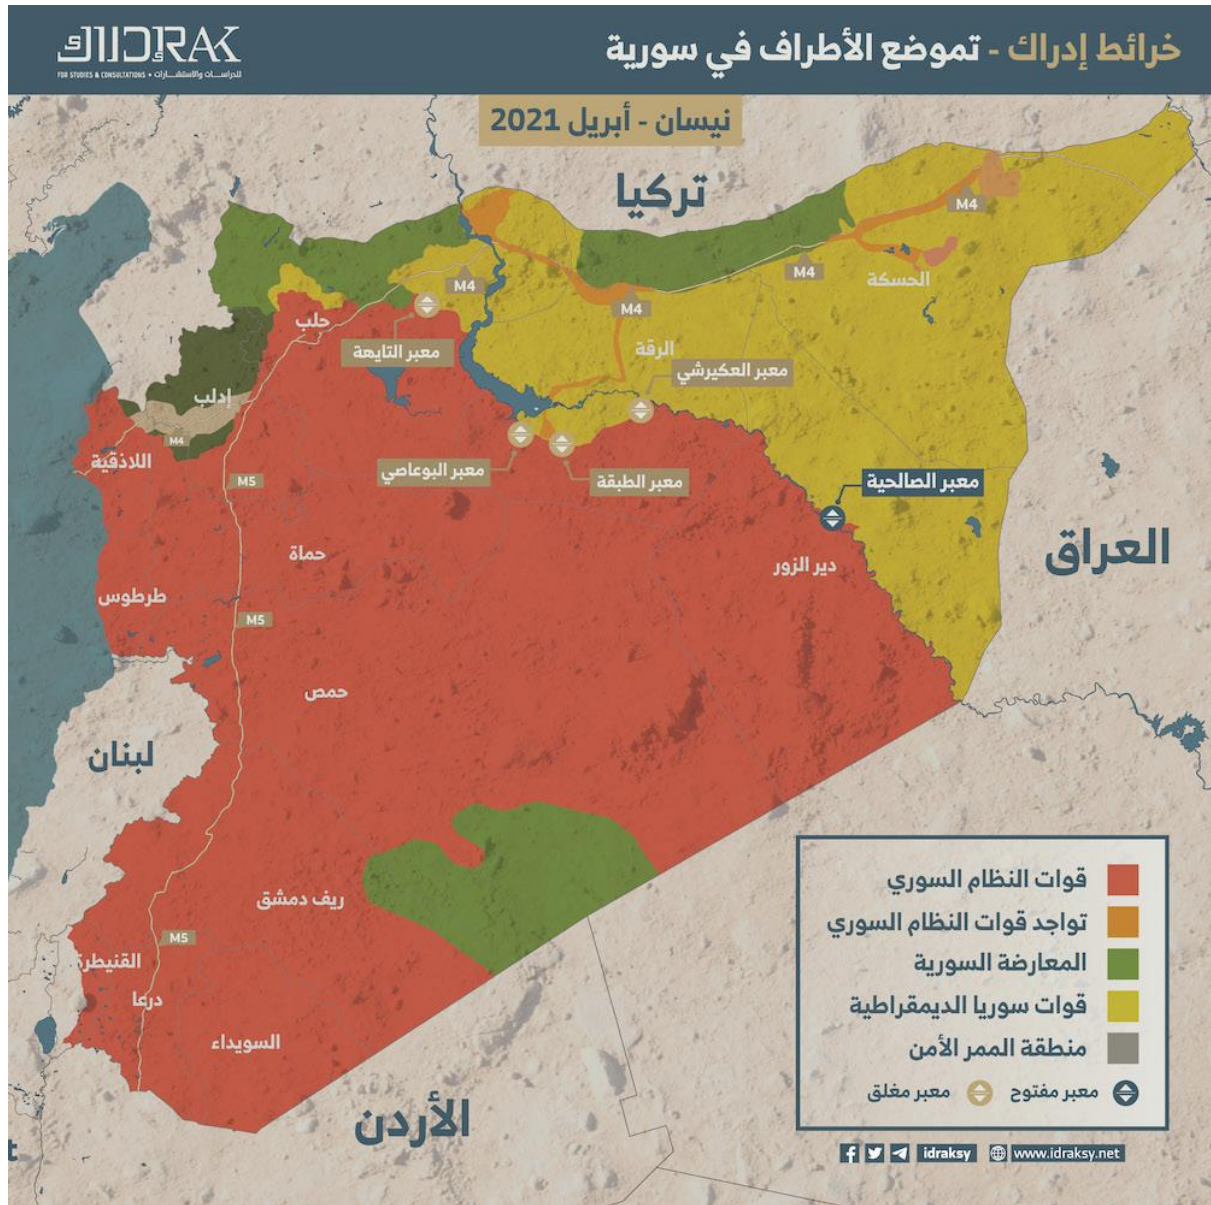 خرائط إدراك - تموضع الأطراف في سورية
IDRAK إدراك
FOR STUDIES & CONSULTATIONS • للدراسات والاستشارات
نيسان - أبريل 2021
تركيا
M4
الحسكة
M4
M4
M4
حلب
معبر التايهة
الرقة
معبر العكيرشي
إدلب
M4
اللاذقية
M5
معبر البوعاصي
معبر الطبقة
معبر الصالحية
العراق
حماة
دير الزور
طرطوس
M5
حمص
لبنان
ريف دمشق
M5
القنيطرة
درعا
السويداء
الأردن
قوات النظام السوري
تواجد قوات النظام السوري
المعارضة السورية
قوات سوريا الديمقراطية
منطقة الممر الأمن
معبر مفتوح
معبر مغلق
idraksy
www.idraksy.net